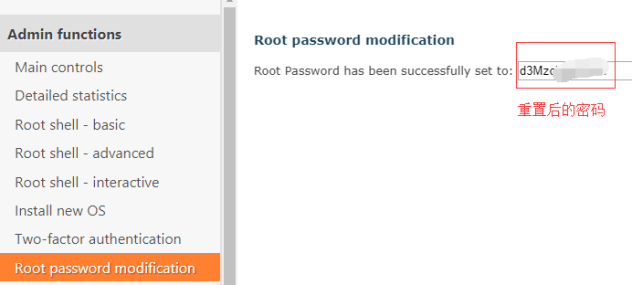 Admin functions
Main controls
Detailed statistics
Root shell - basic
Root shell - advanced
Root shell - interactive
Install new OS
Two-factor authentication
Root password modification
Root password modification
Root Password has been successfully set to:
重置后的密码